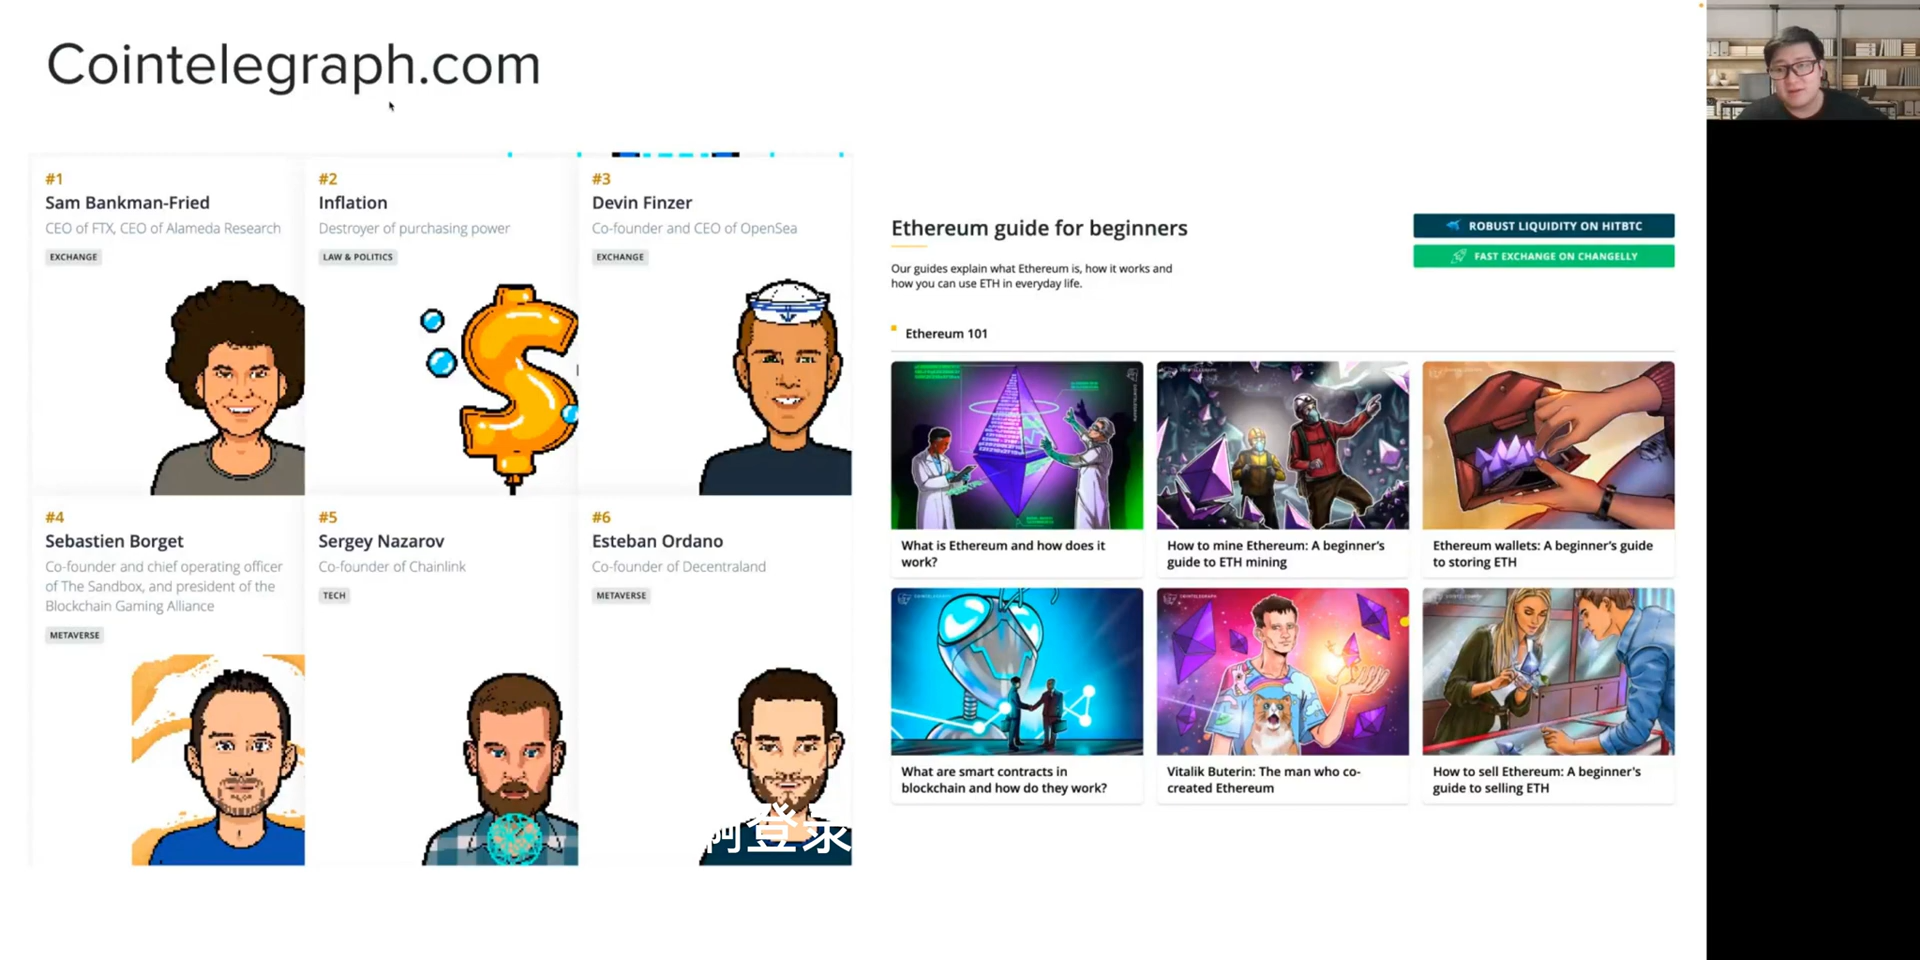 Cointelegraph.com
#1
Sam Bankman-Fried
CEO of FTX, CEO of Alameda Research
EXCHANGE
#2
Inflation
Destroyer of purchasing power
LAW & POLITICS
#3
Devin Finzer
Co-founder and CEO of OpenSea
EXCHANGE
#4
Sebastien Borget
Co-founder and chief operating officer
of The Sandbox, and president of the
Blockchain Gaming Alliance
METAVERSE
#5
Sergey Nazarov
Co-founder of Chainlink
TECH
#6
Esteban Ordano
Co-founder of Decentraland
METAVERSE
啊登录
Ethereum guide for beginners
Our guides explain what Ethereum is, how it works and
how you can use ETH in everyday life.
ROBUST LIQUIDITY ON HITBTC
FAST EXCHANGE ON CHANGELLY
Ethereum 101
What is Ethereum and how does it
work?
How to mine Ethereum: A beginner's
guide to ETH mining
Ethereum wallets: A beginner's guide
to storing ETH
What are smart contracts in
blockchain and how do they work?
Vitalik Buterin: The man who co-
created Ethereum
How to sell Ethereum: A beginner's
guide to selling ETH